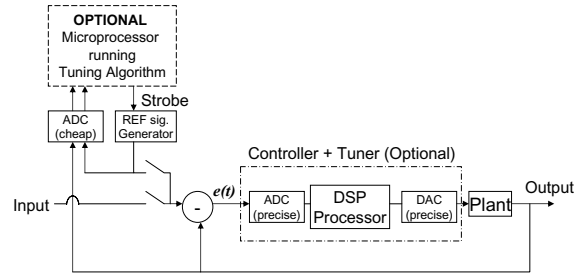 OPTIONAL
Microprocessor
running
Tuning Algorithm
Strobe
ADC
(cheap)
REF sig.
Generator
Controller + Tuner (Optional)
Input
-
e(t)
ADC
(precise)
DSP
Processor
DAC
(precise)
Plant
Output